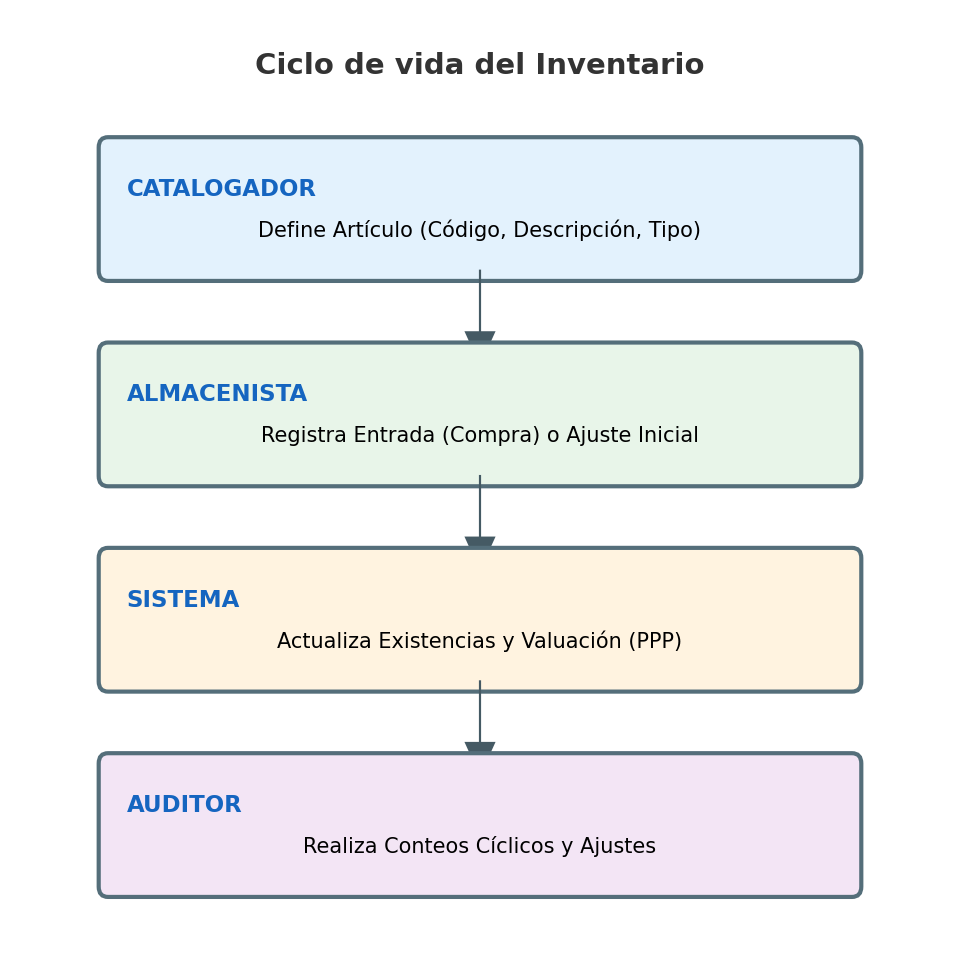 Ciclo de vida del Inventario
CATALOGADOR
Define Artículo (Código, Descripción, Tipo)
ALMACENISTA
Registra Entrada (Compra) o Ajuste Inicial
SISTEMA
Actualiza Existencias y Valuación (PPP)
AUDITOR
Realiza Conteos Cíclicos y Ajustes